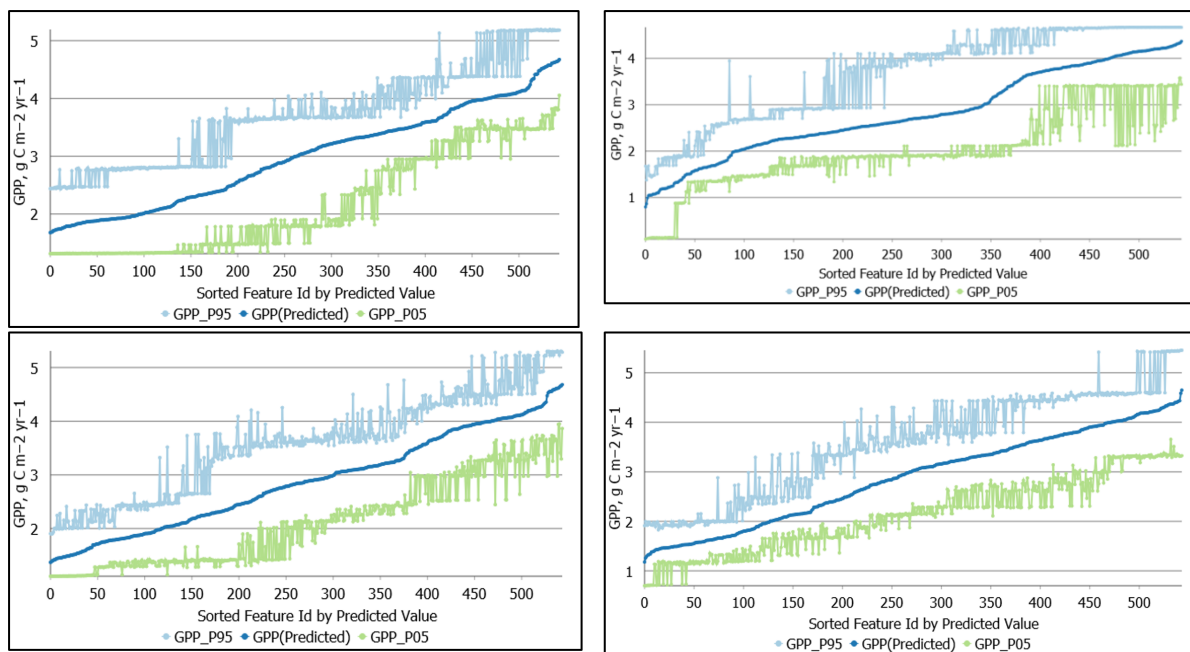 5
4
3
2
GPP, g C m−2 yr−1
0 50 100 150 200 250 300 350 400 450 500
Sorted Feature Id by Predicted Value
GPP_P95 GPP(Predicted) GPP_P05
4
3
2
1
GPP, g C m−2 yr−1
0 50 100 150 200 250 300 350 400 450 500
Sorted Feature Id by Predicted Value
GPP_P95 GPP(Predicted) GPP_P05
5
4
3
2
GPP, g C m−2 yr−1
0 50 100 150 200 250 300 350 400 450 500
Sorted Feature Id by Predicted Value
GPP_P95 GPP(Predicted) GPP_P05
5
4
3
2
1
GPP, g C m−2 yr−1
0 50 100 150 200 250 300 350 400 450 500
Sorted Feature Id by Predicted Value
GPP_P95 GPP(Predicted) GPP_P05